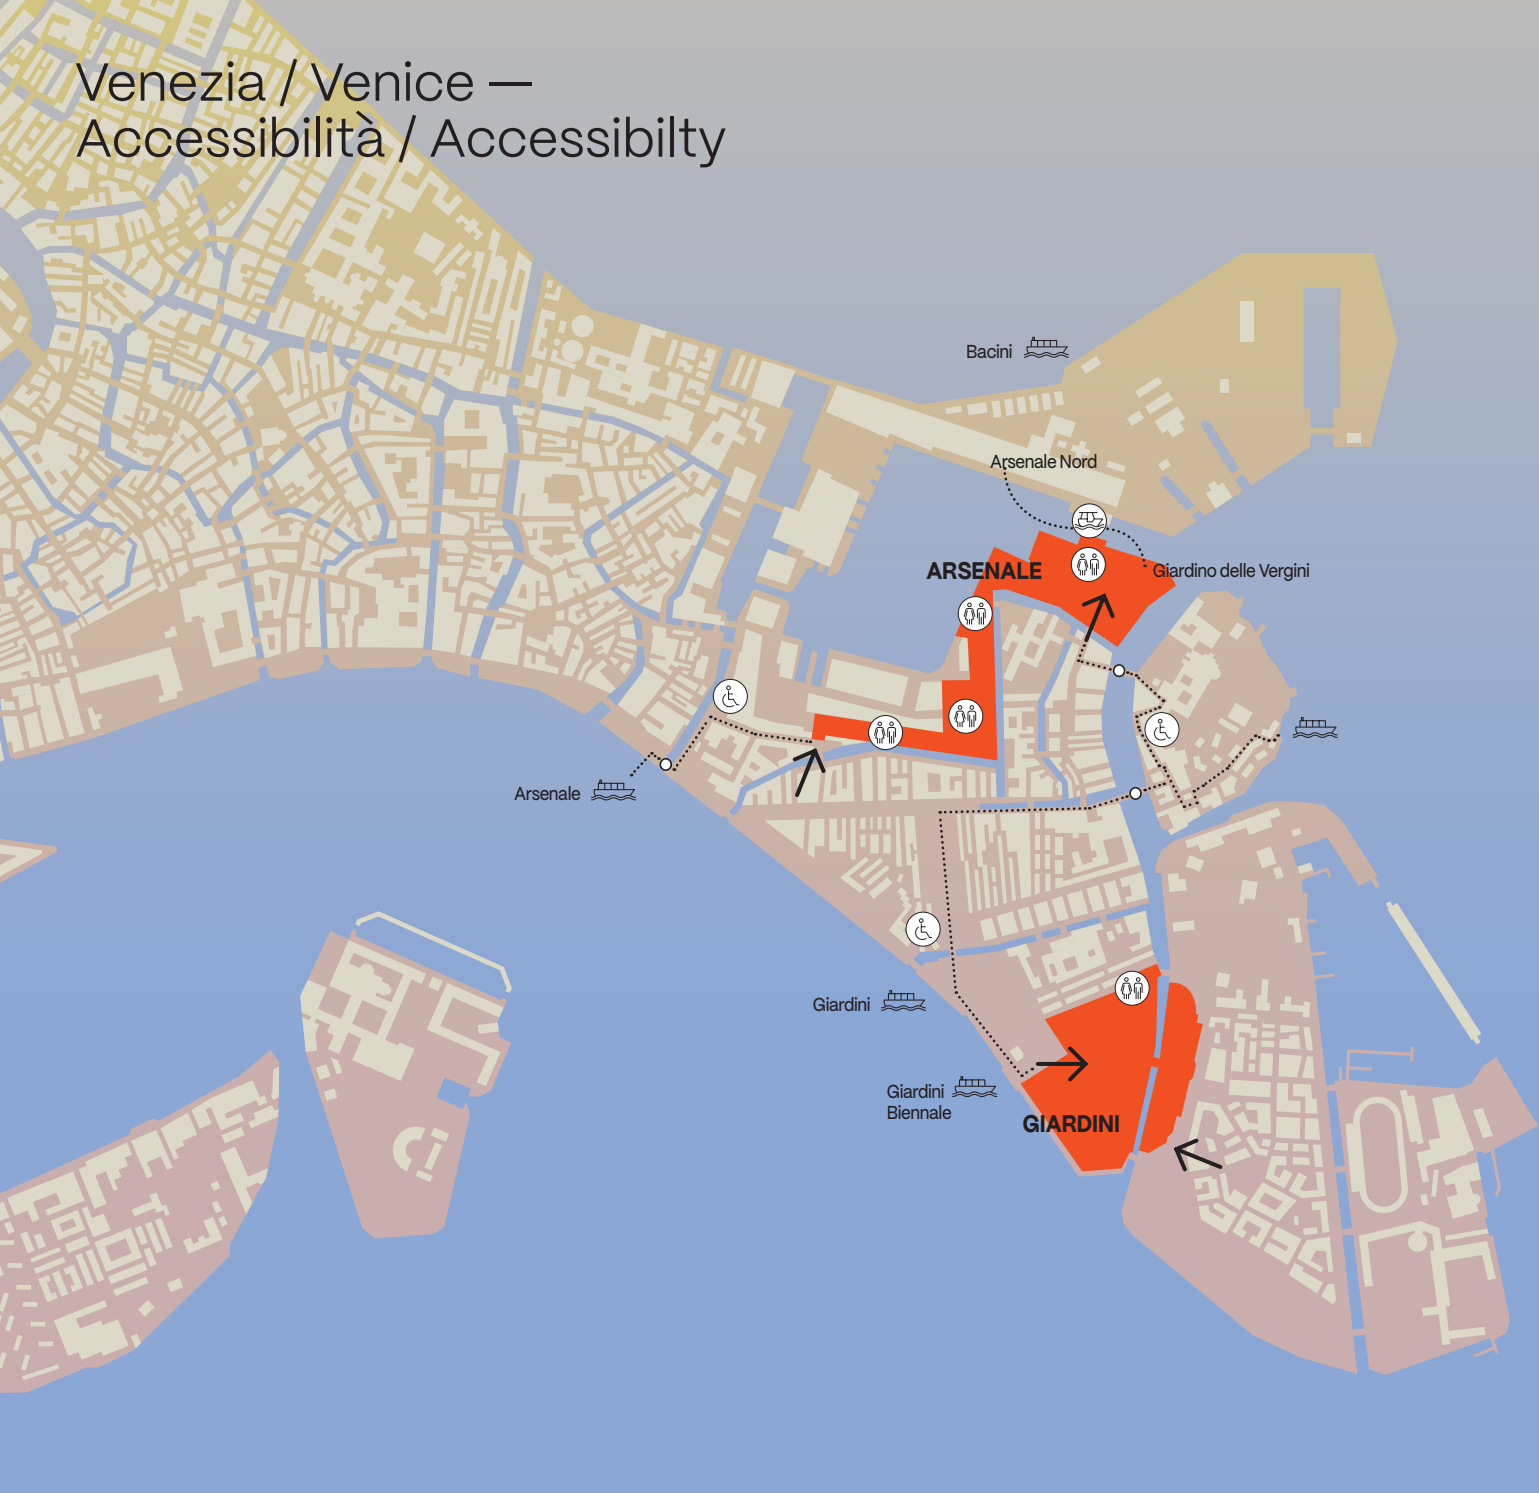 Venezia / Venice —
Accessibilità / Accessibilty
Bacini
Arsenale Nord
ARSENALE
Giardino delle Vergini
Arsenale
Giardini
Giardini
Biennale
GIARDINI